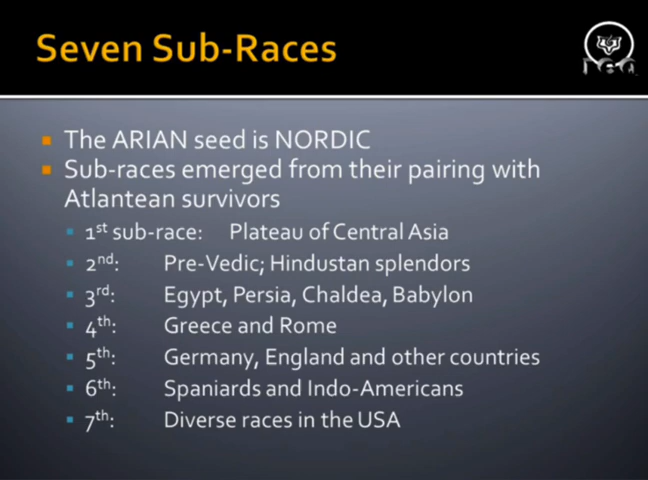 Seven Sub-Races
The ARIAN seed is NORDIC
Sub-races emerged from their pairing with
Atlantean survivors
1st sub-race: Plateau of Central Asia
2nd: Pre-Vedic; Hindustan splendors
3rd: Egypt, Persia, Chaldea, Babylon
4th: Greece and Rome
5th: Germany, England and other countries
6th: Spaniards and Indo-Americans
7th: Diverse races in the USA